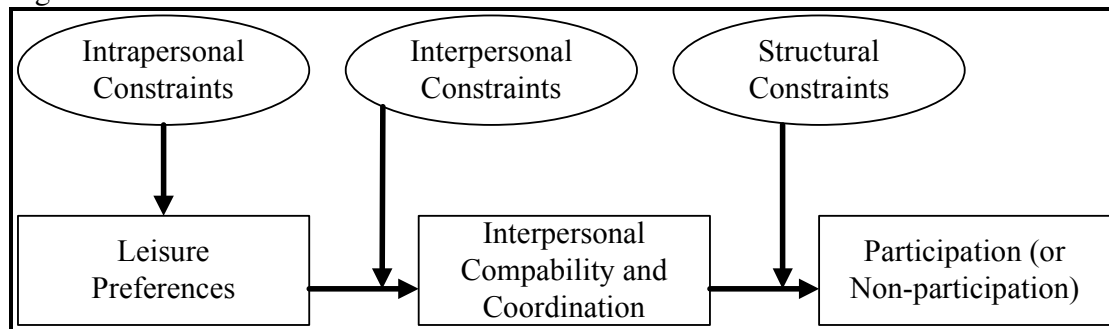 Intrapersonal
Constraints
Interpersonal
Constraints
Structural
Constraints
Leisure
Preferences
Interpersonal
Compability and
Coordination
Participation (or
Non-participation)